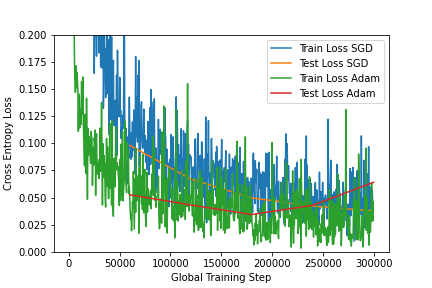 0.200
0.175
0.150
0.125
0.100
0.075
0.050
0.025
0.000
Cross Entropy Loss
Train Loss SGD
Test Loss SGD
Train Loss Adam
Test Loss Adam
0 50000 100000 150000 200000 250000 300000
Global Training Step